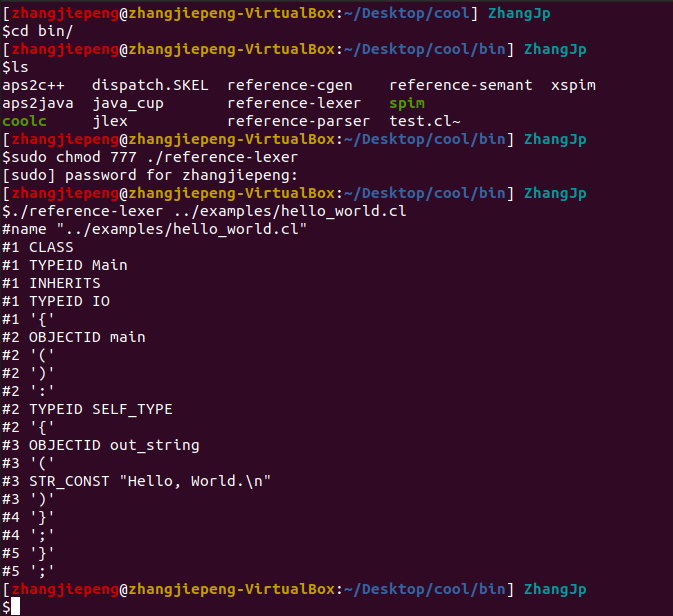 [zhangjiepeng@zhangjiepeng-VirtualBox:~/Desktop/cool] ZhangJp
$cd bin/
[zhangjiepeng@zhangjiepeng-VirtualBox:~/Desktop/cool/bin] ZhangJp
$ls
aps2c++   dispatch.SKEL  reference-cgen    reference-semant  xspim
aps2java  java_cup       reference-lexer   spim
coolc     jlex           reference-parser  test.cl~
[zhangjiepeng@zhangjiepeng-VirtualBox:~/Desktop/cool/bin] ZhangJp
$sudo chmod 777 ./reference-lexer
[sudo] password for zhangjiepeng:
[zhangjiepeng@zhangjiepeng-VirtualBox:~/Desktop/cool/bin] ZhangJp
$./reference-lexer ../examples/hello_world.cl
#name "../examples/hello_world.cl"
#1 CLASS
#1 TYPEID Main
#1 INHERITS
#1 TYPEID IO
#1 '{'
#2 OBJECTID main
#2 '('
#2 ')'
#2 ':'
#2 TYPEID SELF_TYPE
#2 '{'
#3 OBJECTID out_string
#3 '('
#3 STR_CONST "Hello, World.\n"
#3 ')'
#4 '}'
#4 ';'
#5 '}'
#5 ';'
[zhangjiepeng@zhangjiepeng-VirtualBox:~/Desktop/cool/bin] ZhangJp
$